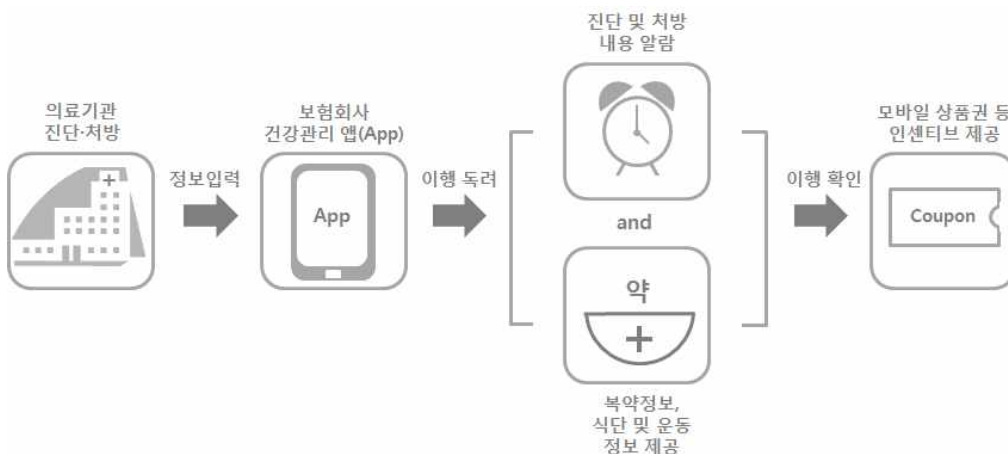 의료기관
진단·처방
정보입력
보험회사
건강관리 앱(App)
App
이행 독려
진단 및 처방
내용 알람
and
약
복약정보,
식단 및 운동
정보 제공
이행 확인
모바일 상품권 등
인센티브 제공
Coupon